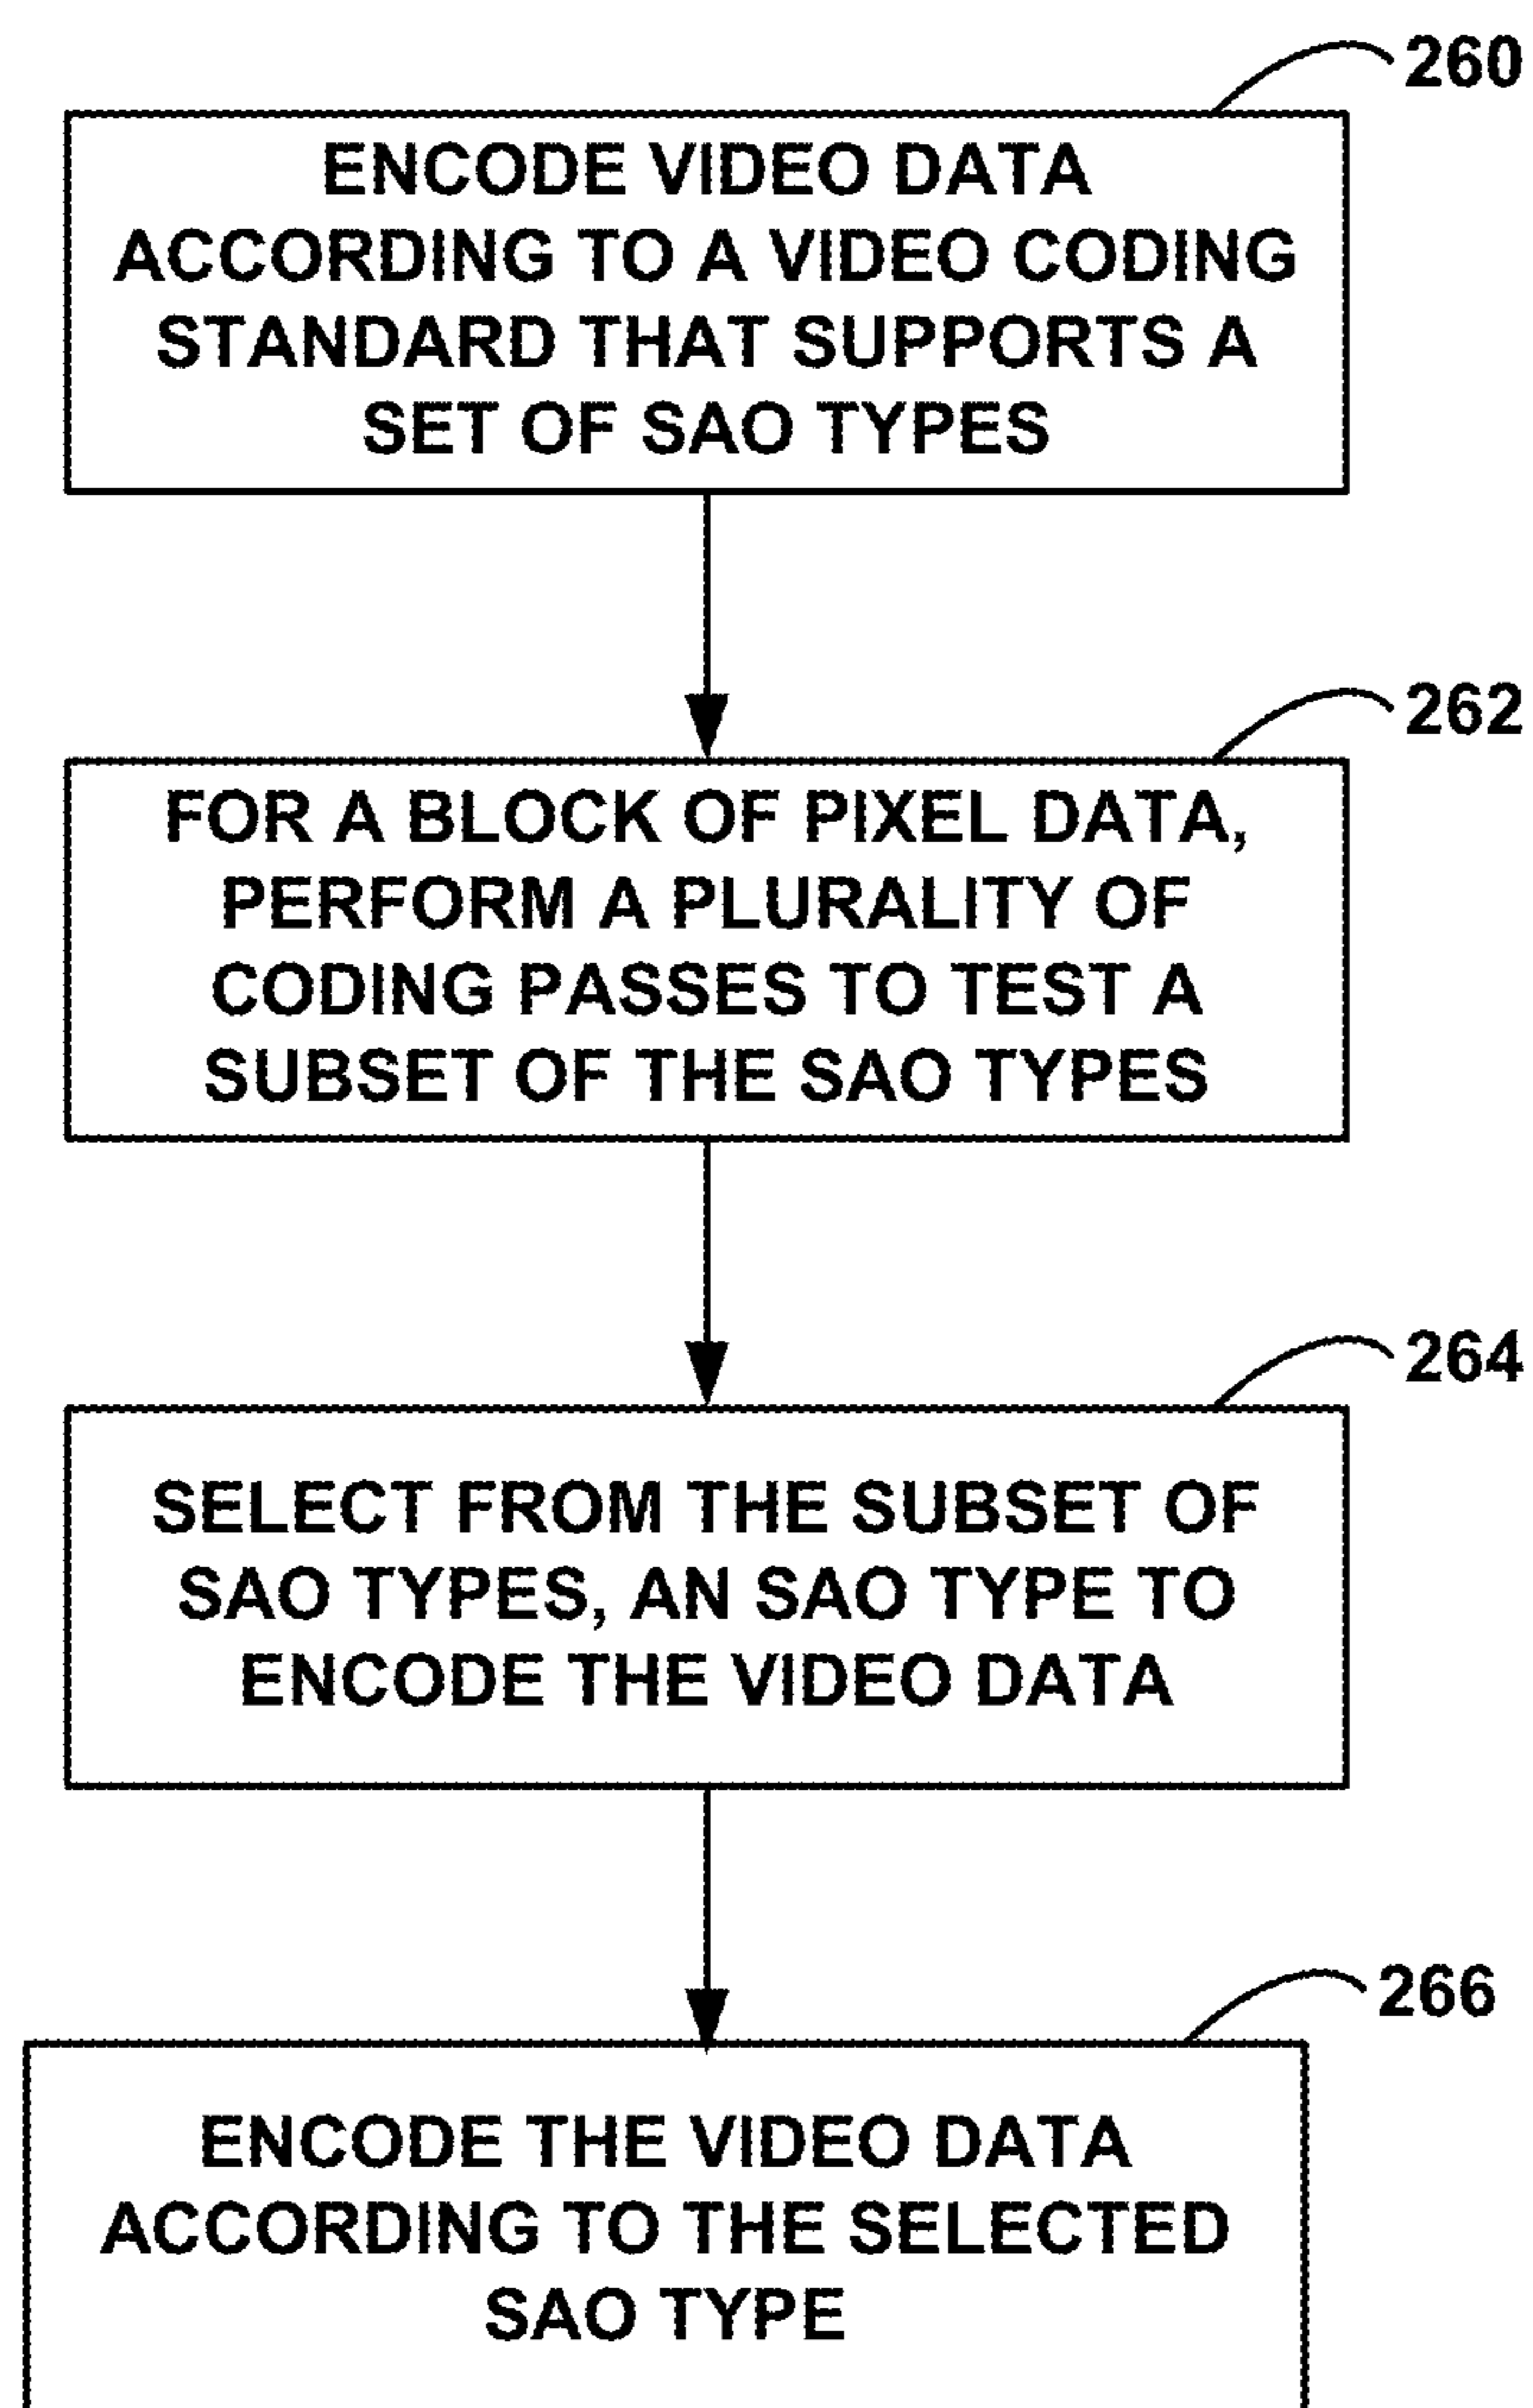 260
ENCODE VIDEO DATA
ACCORDING TO A VIDEO CODING
STANDARD THAT SUPPORTS A
SET OF SAO TYPES
262
FOR A BLOCK OF PIXEL DATA,
PERFORM A PLURALITY OF
CODING PASSES TO TEST A
SUBSET OF THE SAO TYPES
264
SELECT FROM THE SUBSET OF
SAO TYPES, AN SAO TYPE TO
ENCODE THE VIDEO DATA
266
ENCODE THE VIDEO DATA
ACCORDING TO THE SELECTED
SAO TYPE